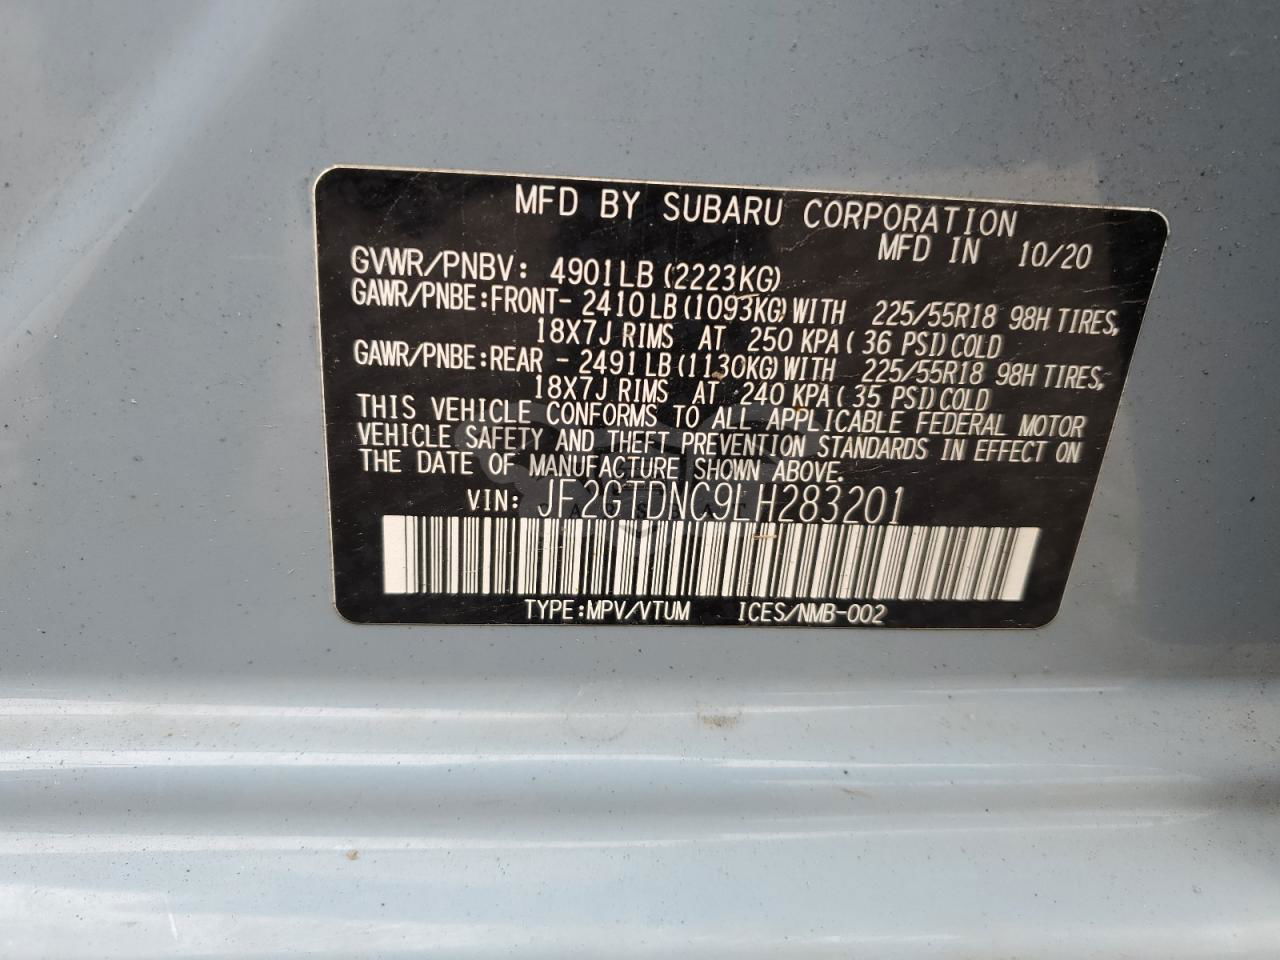 MFD BY SUBARU CORPORATION
MFD IN 10/20
GVWR/PNBV: 4901LB (2223KG)
GAWR/PNBE:FRONT- 2410LB(1093KG)WITH 225/55R18 98H TIRES,
18X7J RIMS AT 250 KPA( 36 PSI)COLD
GAWR/PNBE:REAR - 2491LB(1130KG)WITH 225/55R18 98H TIRES,
18X7J RIMS AT 240 KPA( 35 PSI)COLD
THIS VEHICLE CONFORMS TO ALL APPLICABLE FEDERAL MOTOR
VEHICLE SAFETY AND THEFT PREVENTION STANDARDS IN EFFECT ON
THE DATE OF MANUFACTURE SHOWN ABOVE.
VIN: JF2GTDNC9LH283201
TYPE:MPV/VTUM ICES/NMB-002